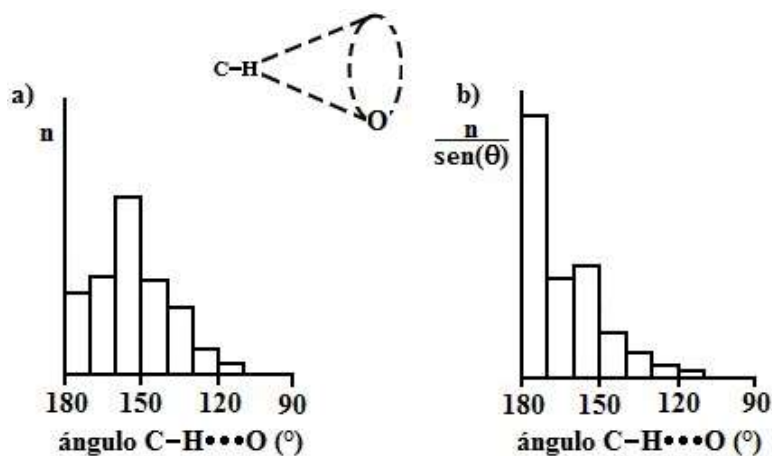 C–H
O
a)
n
180 150 120 90
ángulo C–H•••O (°)
b)
n
sen(θ)
180 150 120 90
ángulo C–H•••O (°)